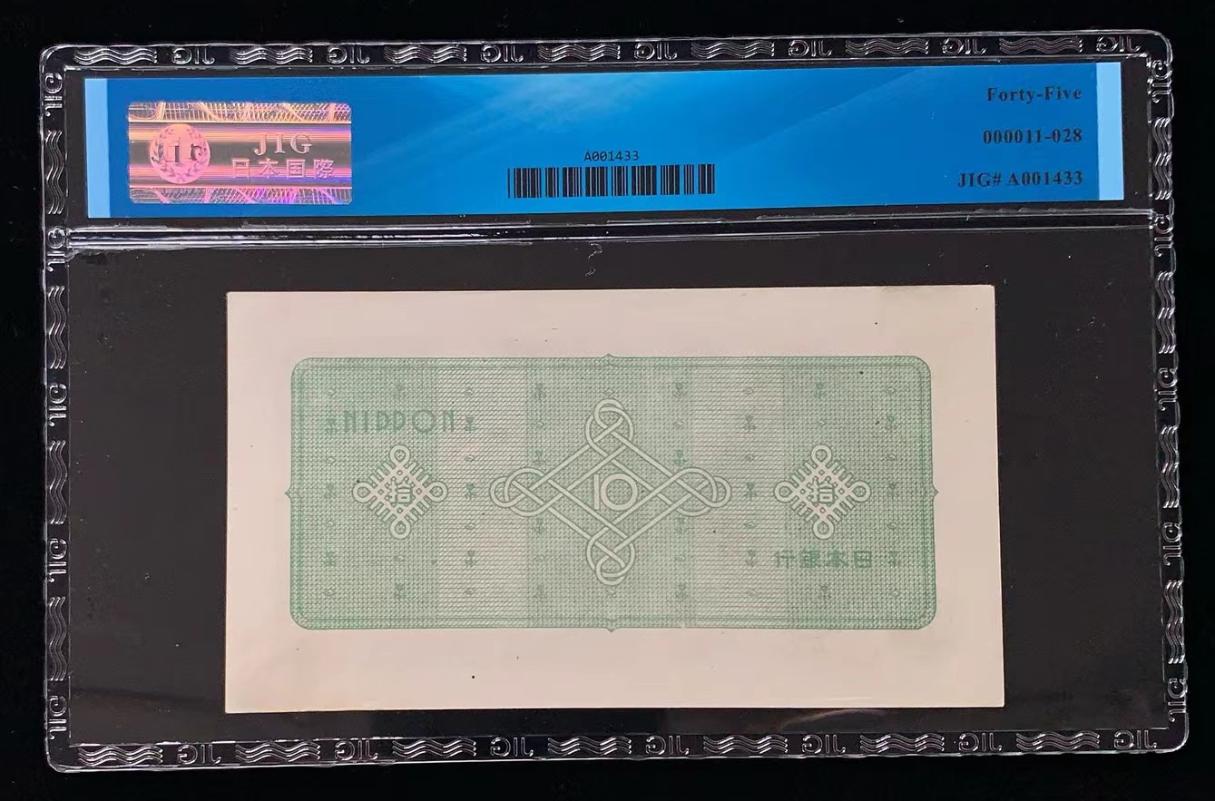 JIG
日本国際
A001433
Forty-Five
000011-028
JIG# A001433
NIPPON
拾
10
拾
行銀本日